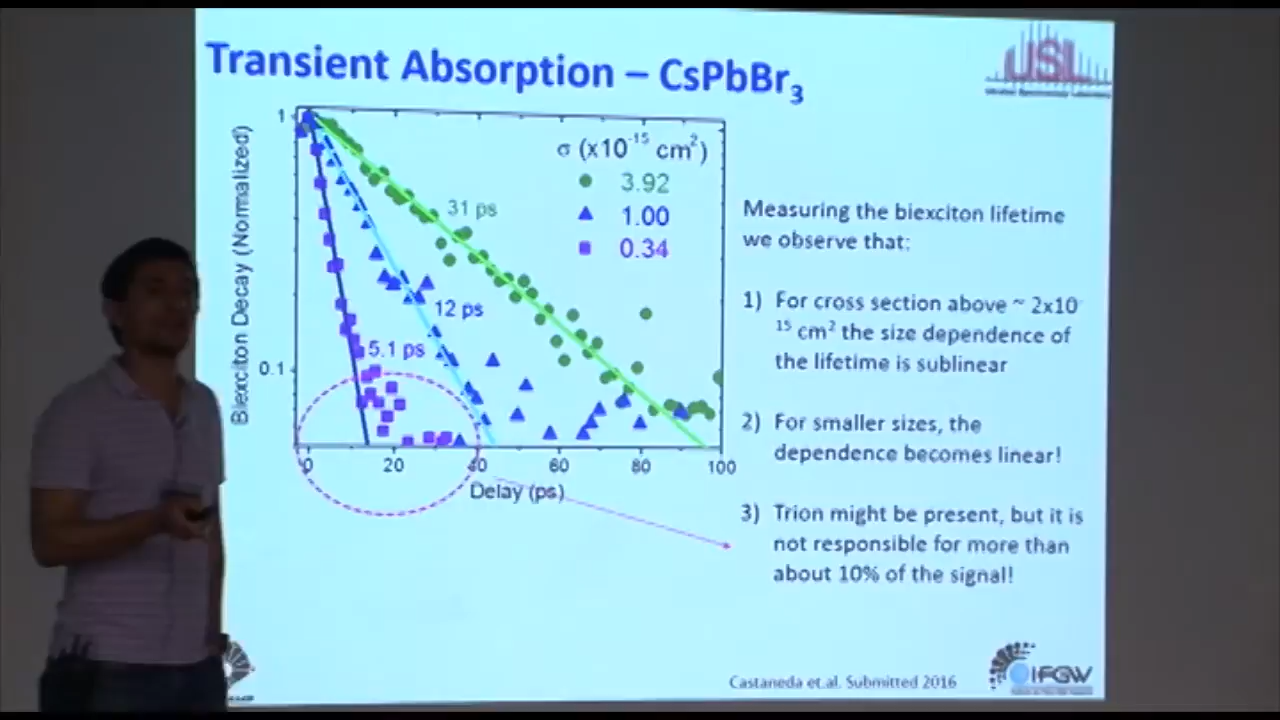 Transient Absorption – CsPbBr3
USL
1
0.1
Biexciton Decay (Normalized)
σ (x10-15 cm2)
3.92
1.00
0.34
31 ps
12 ps
5.1 ps
0
20
40
60
80
100
Delay (ps)
Measuring the biexciton lifetime
we observe that:
1) For cross section above ~ 2x10-
15 cm2 the size dependence of
the lifetime is sublinear
2) For smaller sizes, the
dependence becomes linear!
3) Trion might be present, but it is
not responsible for more than
about 10% of the signal!
Castaneda et.al. Submitted 2016
IFGW